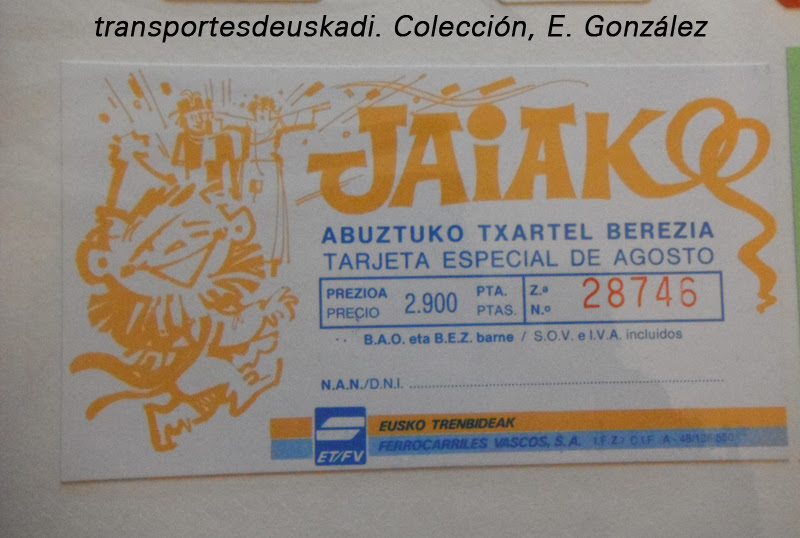 transportesdeuskadi. Colección, E. González
JAiAKO
ABUZTUKO TXARTEL BEREZIA
TARJETA ESPECIAL DE AGOSTO
PREZIOA
PRECIO
2.900
PTA.
PTAS.
Z.ª
N.º
28746
B.A.O. eta B.E.Z. barne / S.O.V. e I.V.A. incluidos
N.A.N./D.N.I.
ET/FV
EUSKO TRENBIDEAK
FERROCARRILES VASCOS, S.A. I.F.Z. / C.I.F.